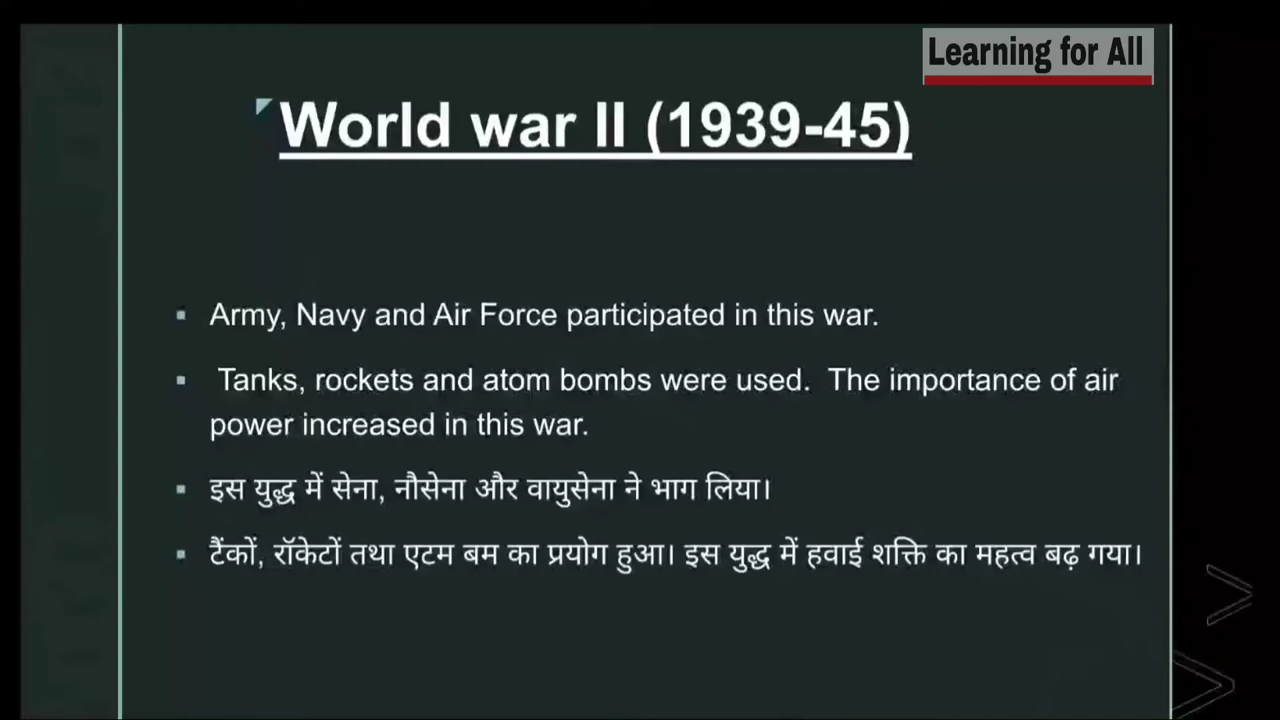 Learning for All
World war II (1939-45)
Army, Navy and Air Force participated in this war.
Tanks, rockets and atom bombs were used. The importance of air
power increased in this war.
इस युद्ध में सेना, नौसेना और वायुसेना ने भाग लिया।
टैंकों, रॉकेटों तथा एटम बम का प्रयोग हुआ। इस युद्ध में हवाई शक्ति का महत्व बढ़ गया।